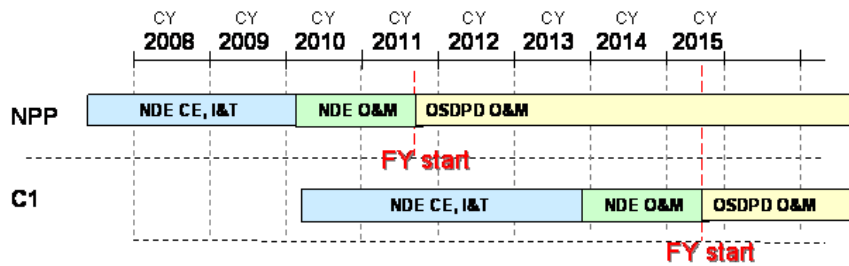 CY CY CY CY CY CY CY CY
2008 2009 2010 2011 2012 2013 2014 2015
NPP NDE CE, I&T NDE O&M OSDPD O&M
FY start
C1 NDE CE, I&T NDE O&M OSDPD O&M
FY start